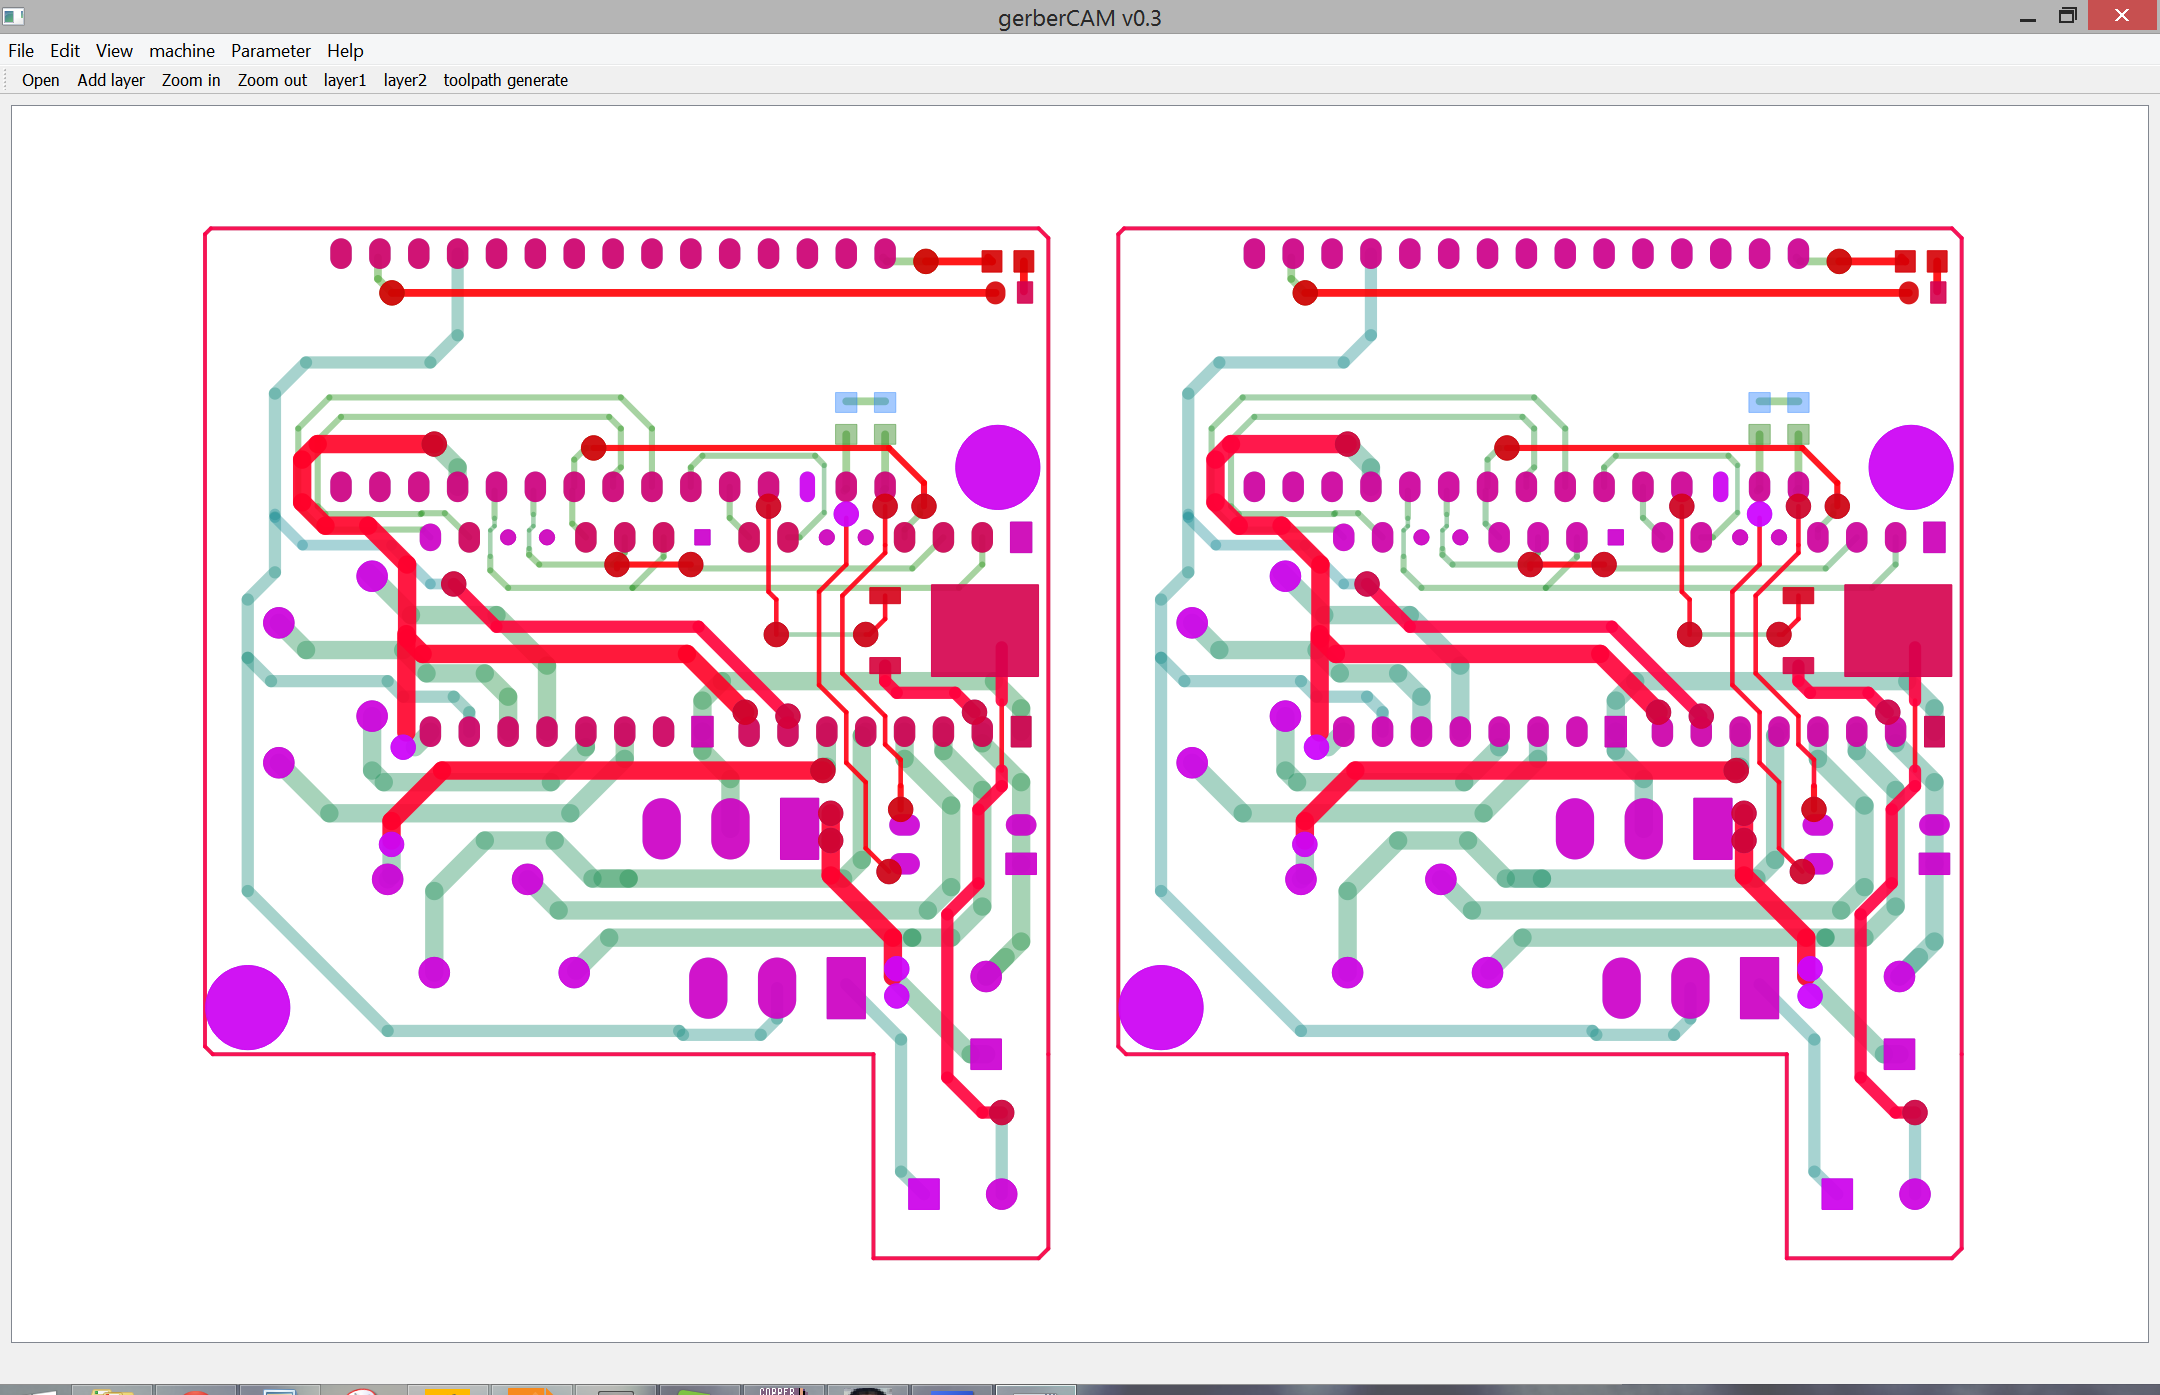 gerberCAM v0.3
File Edit View machine Parameter Help
Open Add layer Zoom in Zoom out layer1 layer2 toolpath generate
COPPER